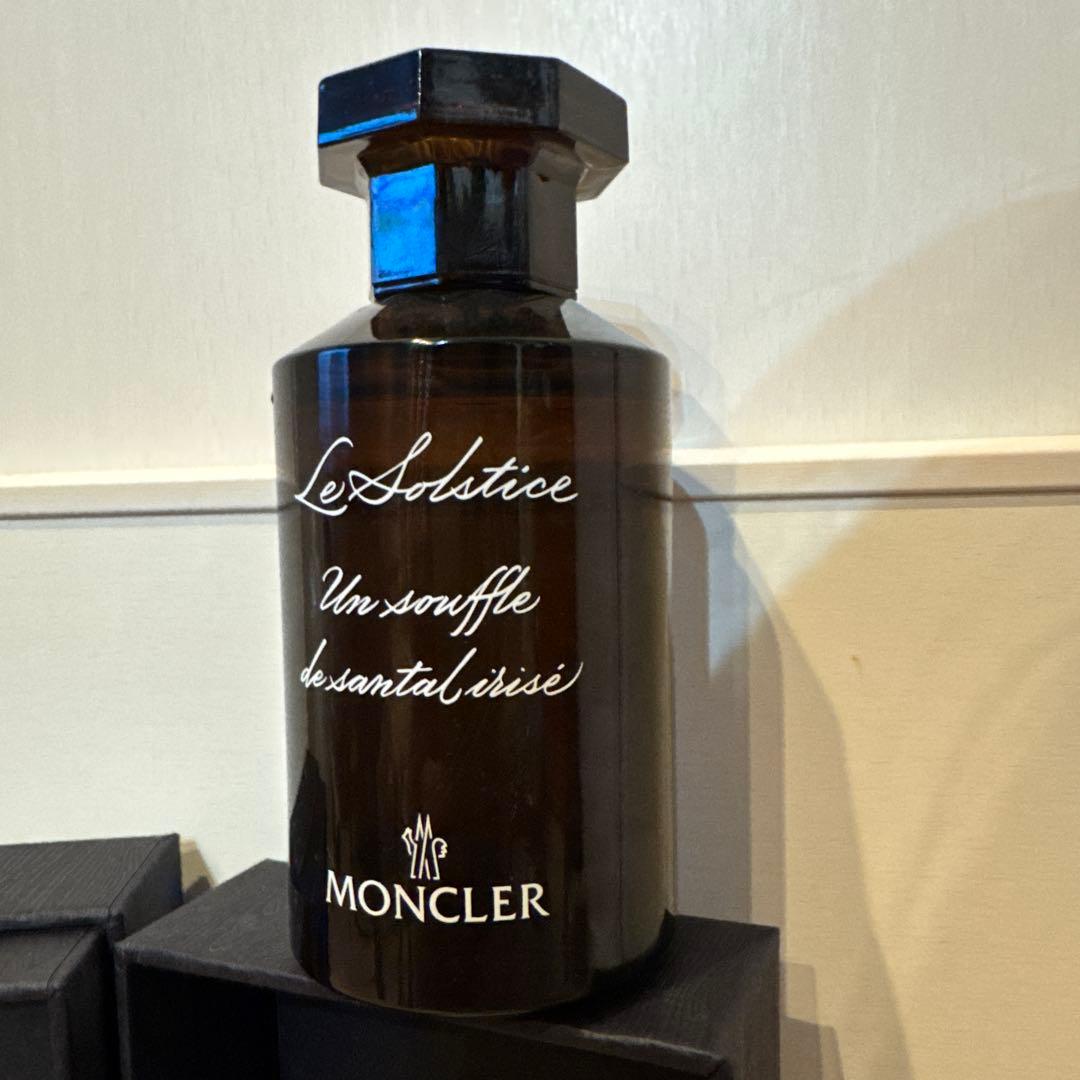 Le Solstice
Un souffle
de santal irisé
MONCLER